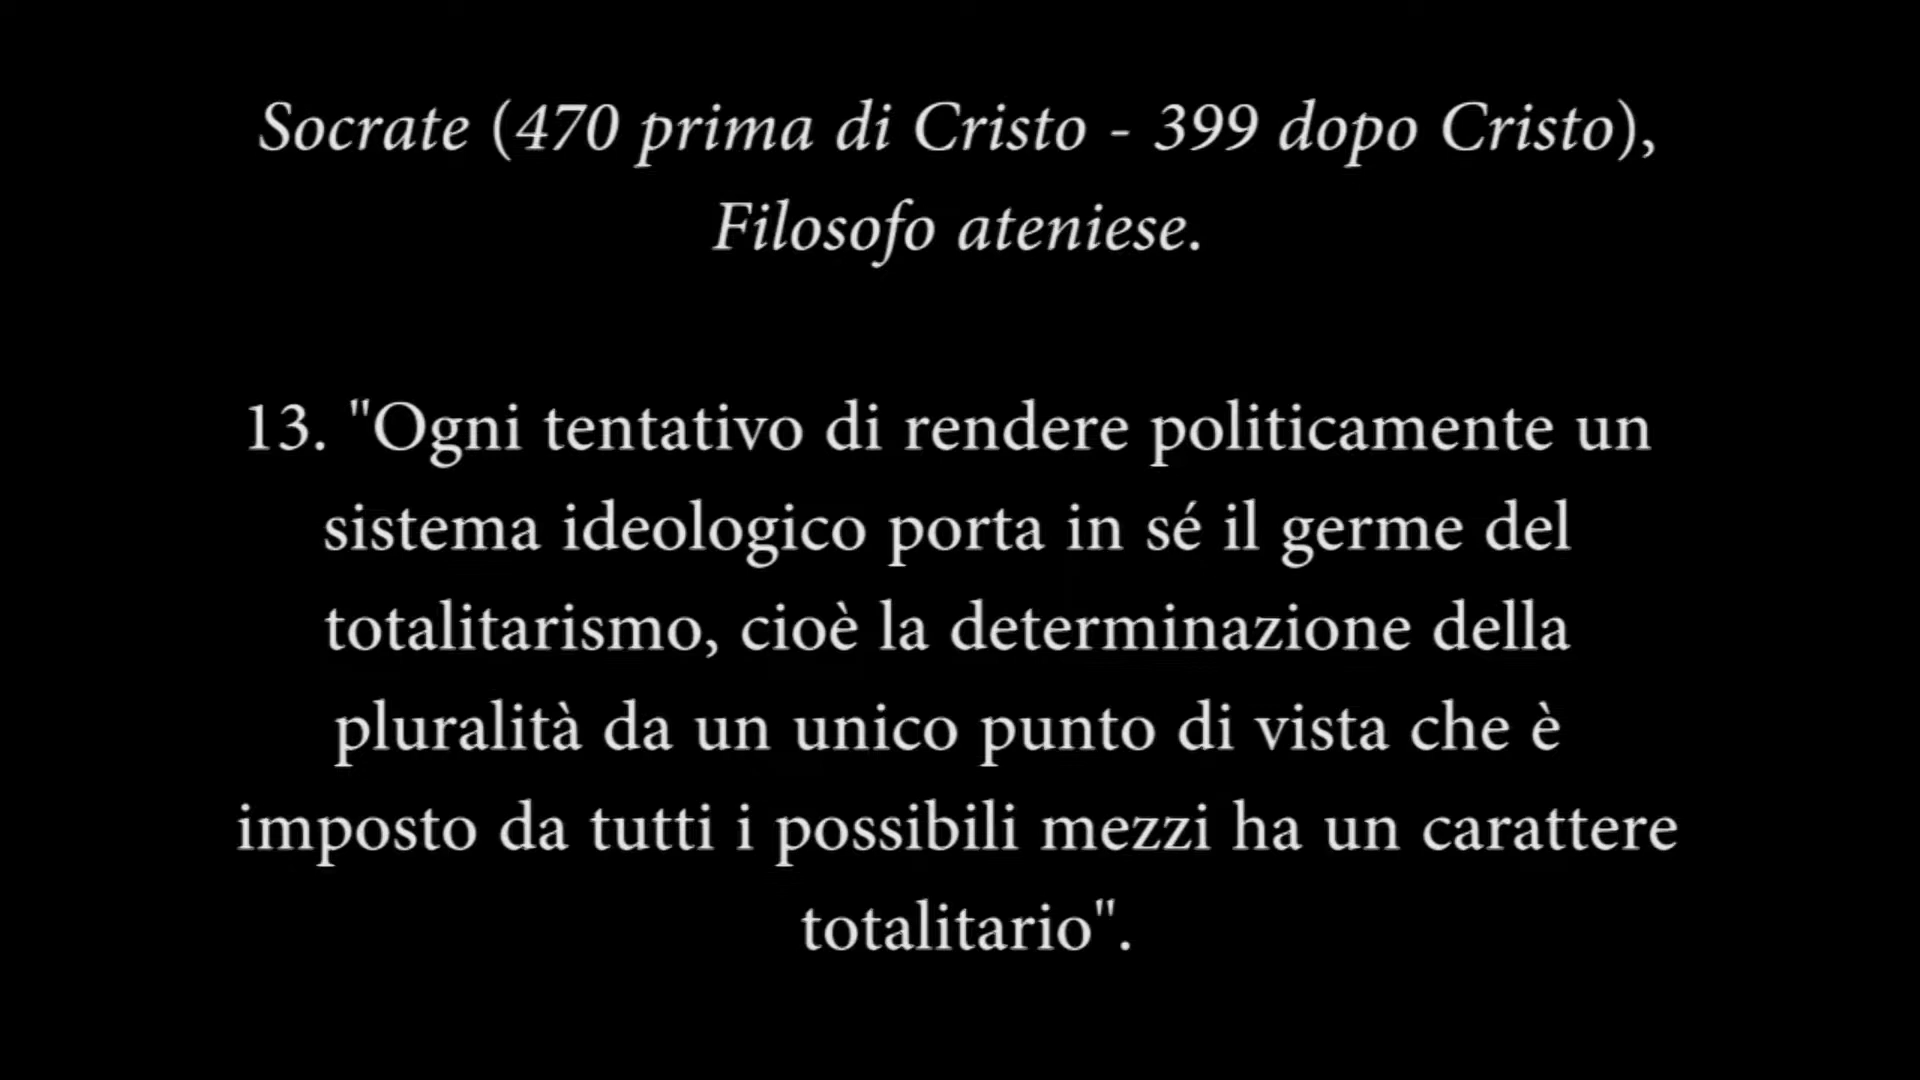 Socrate (470 prima di Cristo - 399 dopo Cristo),
Filosofo ateniese.
13. "Ogni tentativo di rendere politicamente un
sistema ideologico porta in sé il germe del
totalitarismo, cioè la determinazione della
pluralità da un unico punto di vista che è
imposto da tutti i possibili mezzi ha un carattere
totalitario".